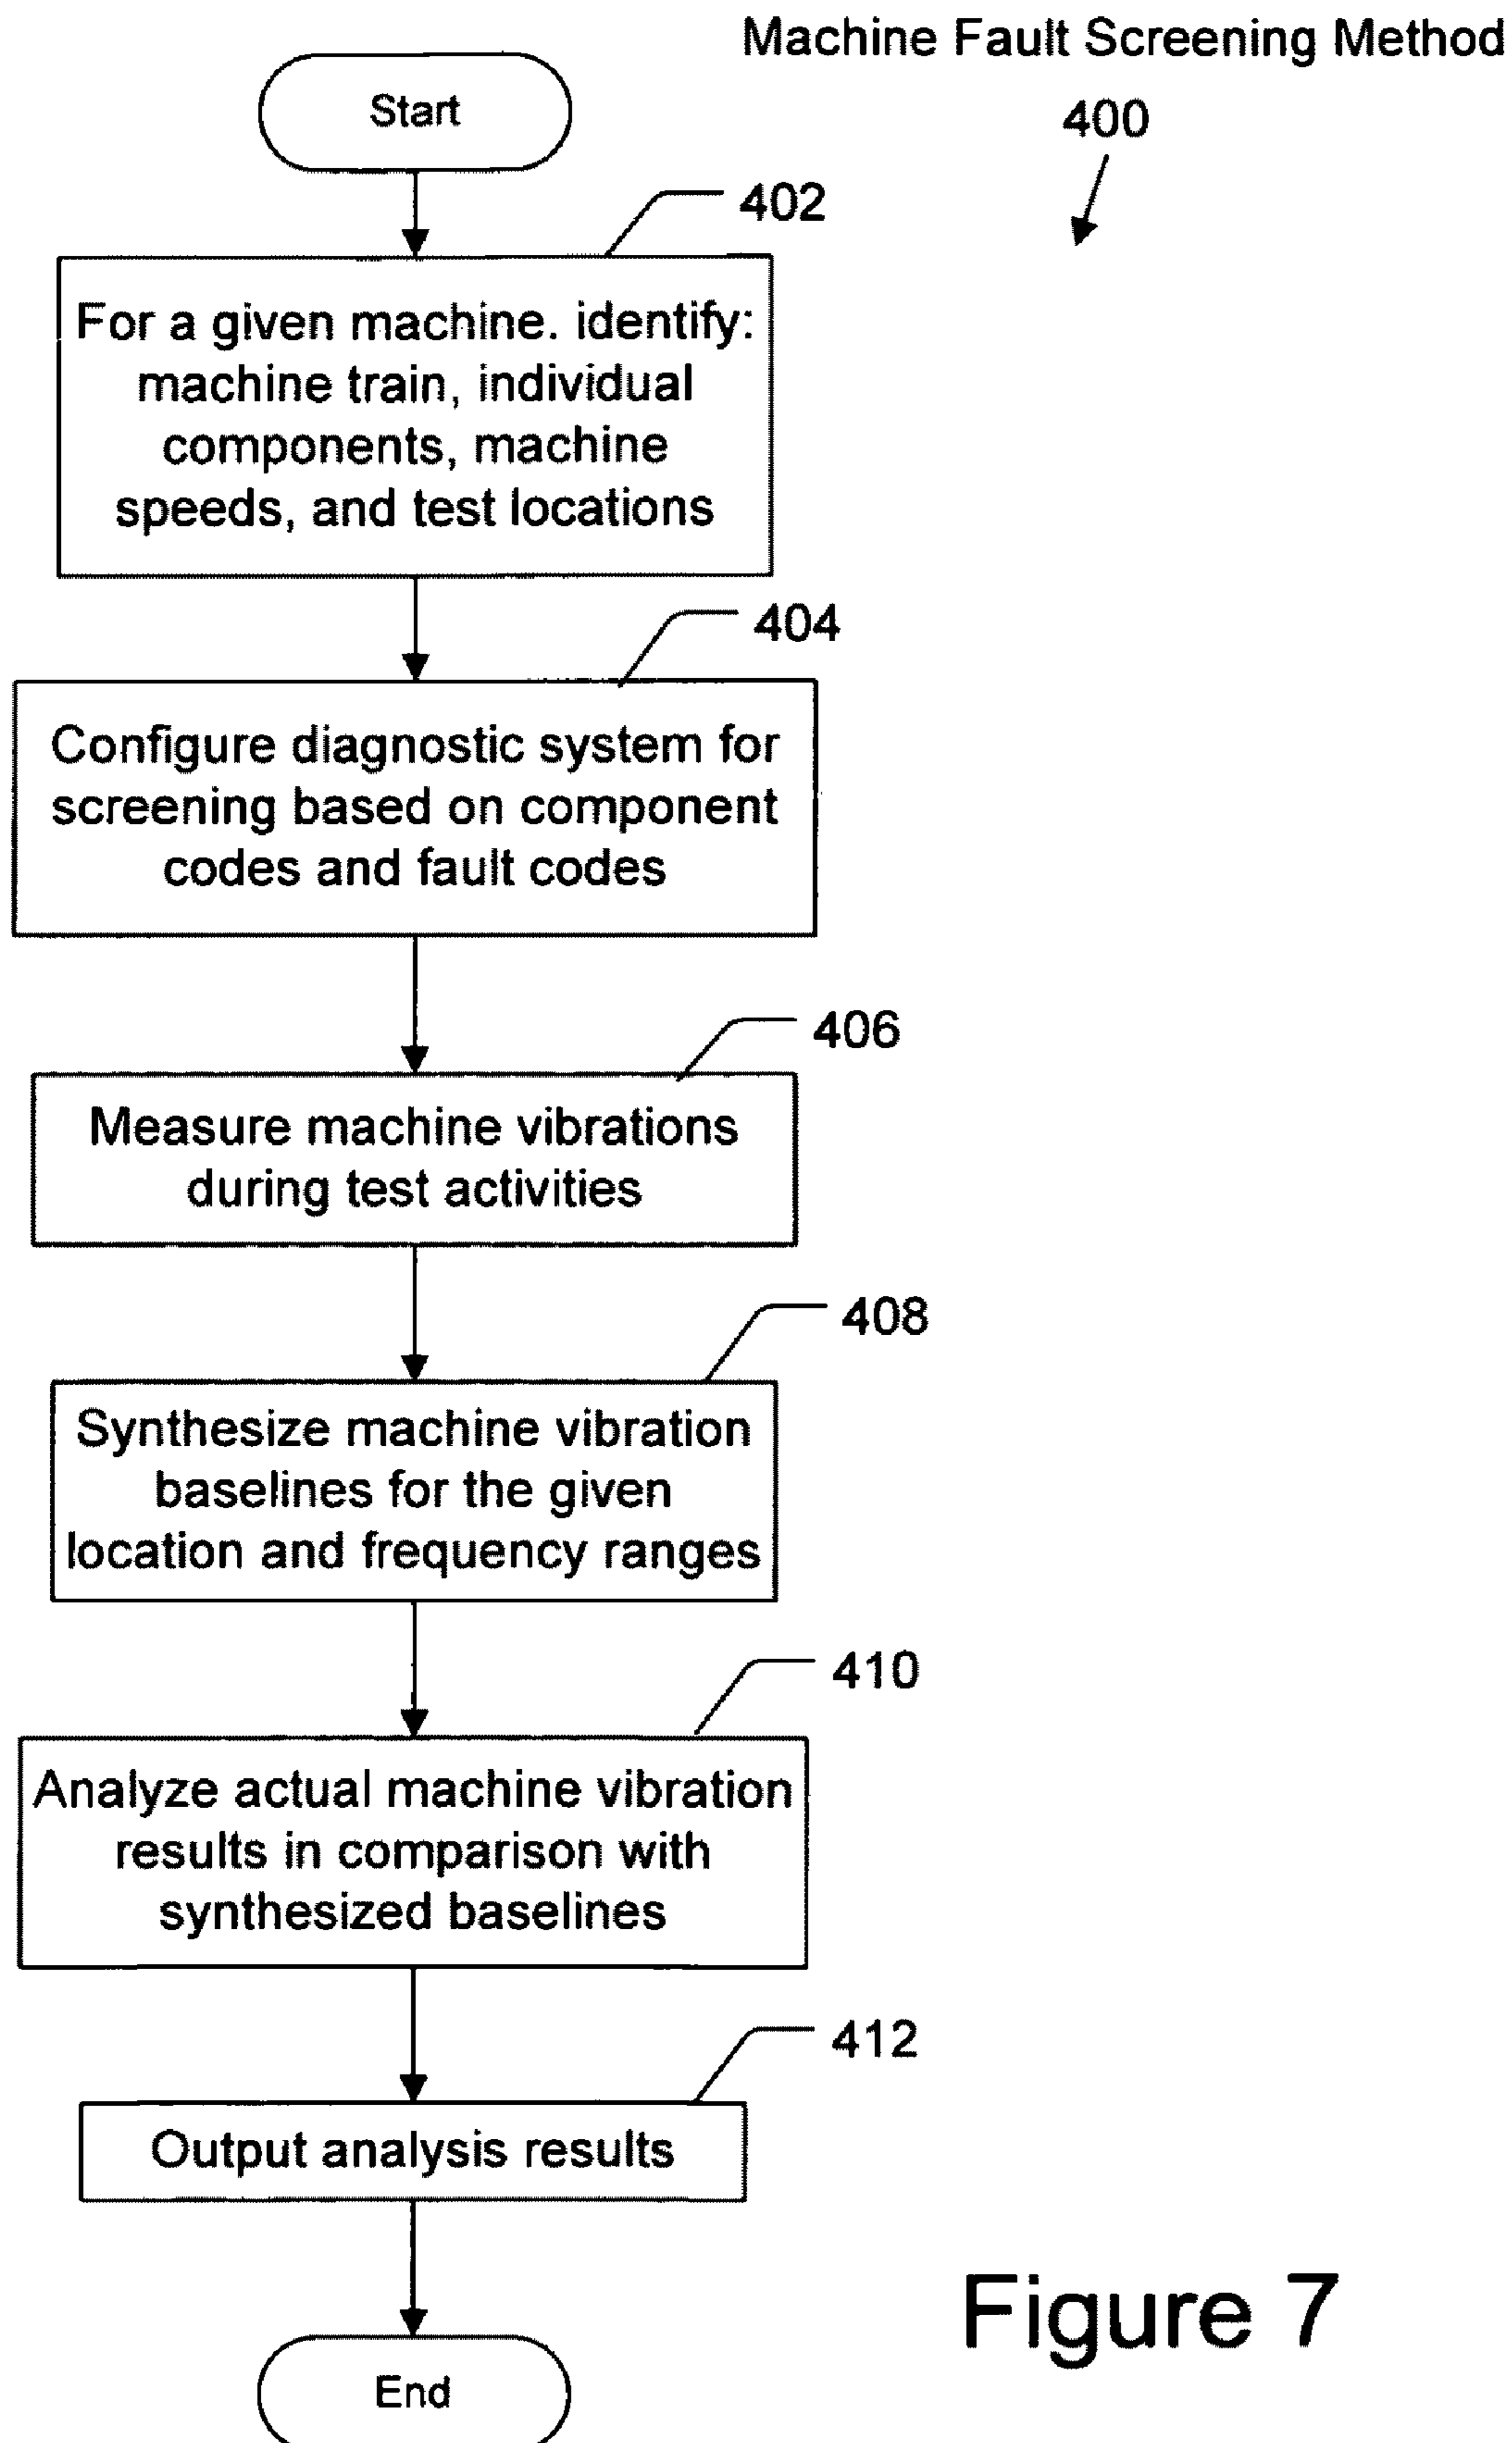 Machine Fault Screening Method
400
Start
402
For a given machine. identify:
machine train, individual
components, machine
speeds, and test locations
404
Configure diagnostic system for
screening based on component
codes and fault codes
406
Measure machine vibrations
during test activities
408
Synthesize machine vibration
baselines for the given
location and frequency ranges
410
Analyze actual machine vibration
results in comparison with
synthesized baselines
412
Output analysis results
End
Figure 7